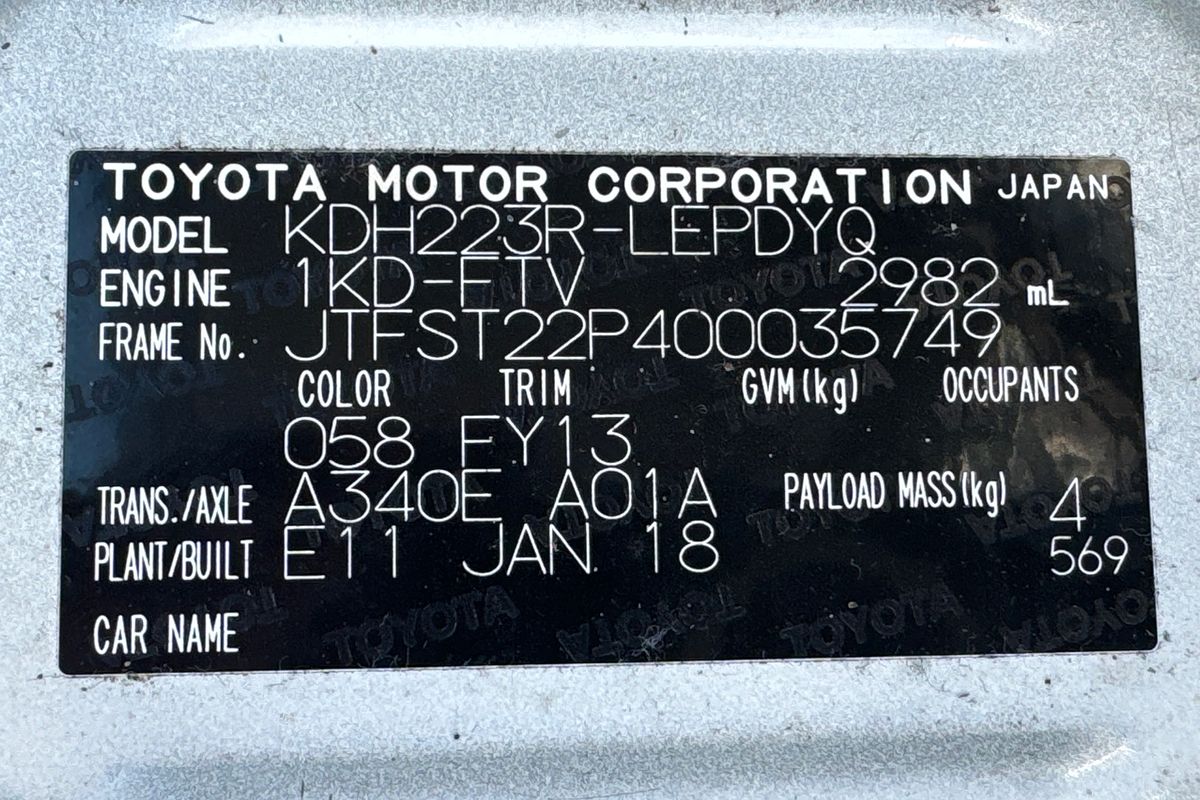 TOYOTA MOTOR CORPORATION JAPAN
MODEL KDH223R-LEPDYQ
ENGINE 1KD-FTV 2982 mL
FRAME No. JTFST22P400035749
COLOR TRIM GVM(kg) OCCUPANTS
058 FY13
TRANS./AXLE A340E A01A PAYLOAD MASS(kg) 4
PLANT/BUILT E11 JAN. 18 569
CAR NAME